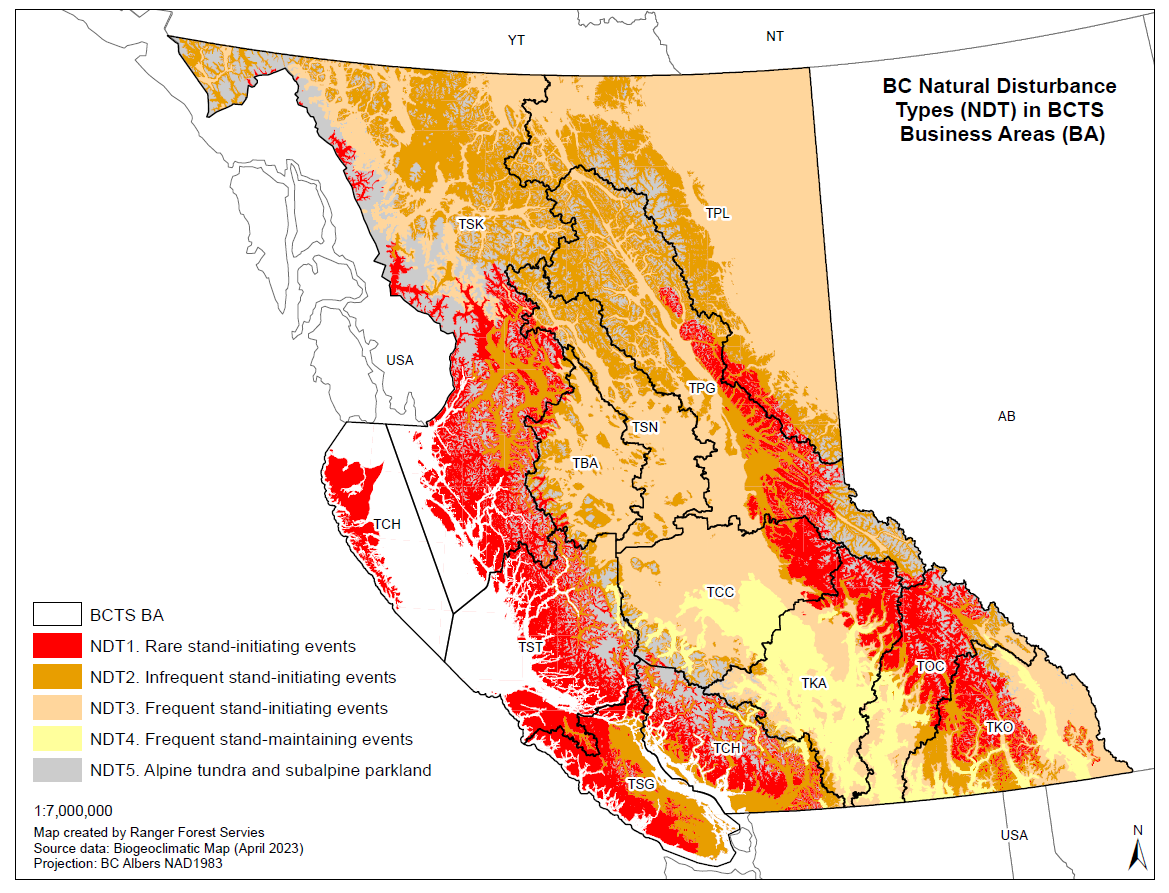 YT
NT
BC Natural Disturbance
Types (NDT) in BCTS
Business Areas (BA)
TPL
TSK
USA
TPG
AB
TSN
TBA
TCH
TCC
BCTS BA
NDT1. Rare stand-initiating events
TST
TOC
NDT2. Infrequent stand-initiating events
TKA
NDT3. Frequent stand-initiating events
TKO
NDT4. Frequent stand-maintaining events
TCH
NDT5. Alpine tundra and subalpine parkland
TSG
1:7,000,000
Map created by Ranger Forest Servies
USA
N
Source data: Biogeoclimatic Map (April 2023)
Projection: BC Albers NAD1983